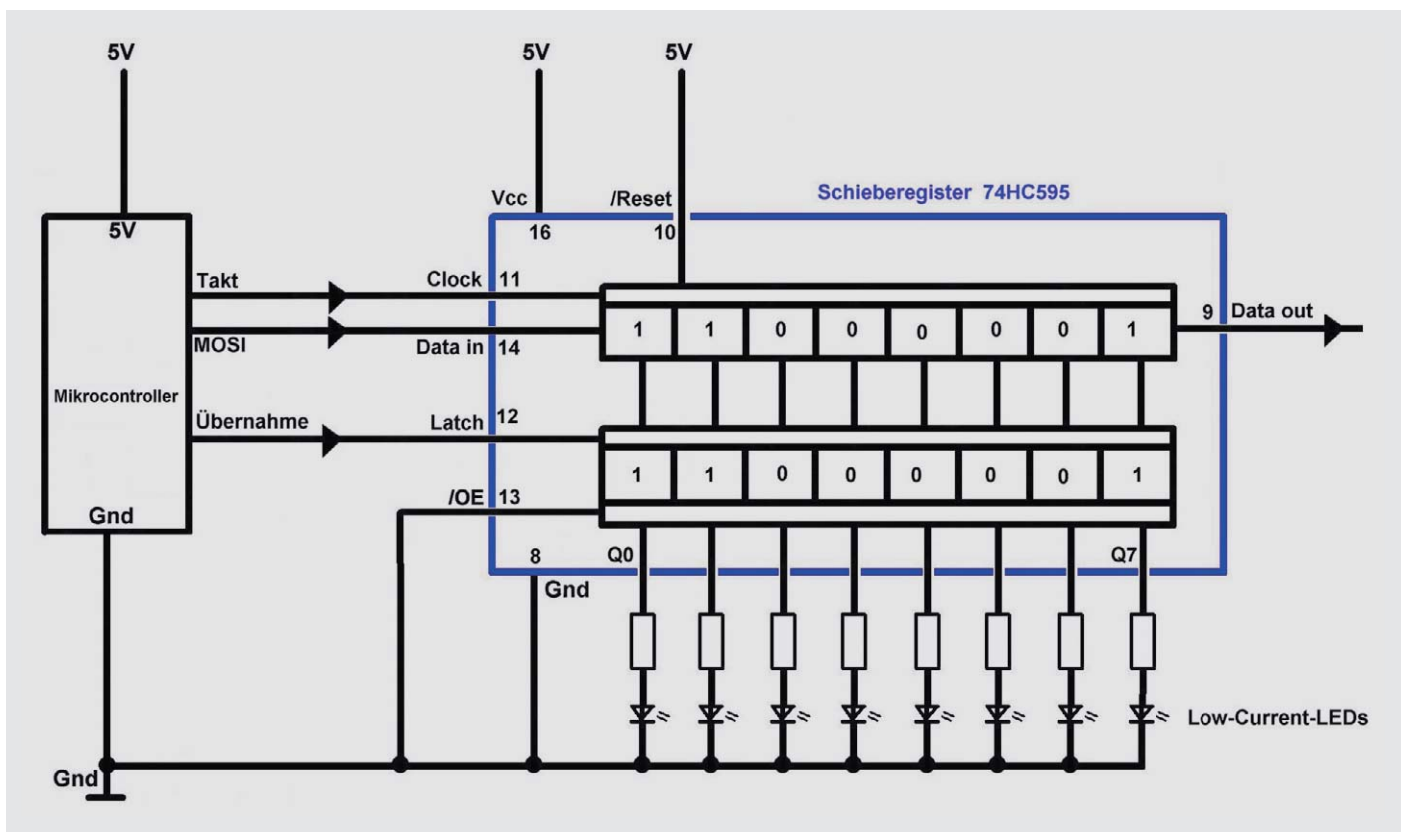 5V 5V 5V
Schieberegister 74HC595
Vcc /Reset
5V 16 10
Takt Clock 11
9 Data out
1 1 0 0 0 0 0 1
MOSI Data in 14
Mikrocontroller
Übernahme Latch 12
1 1 0 0 0 0 0 1
/OE 13
Gnd
8 Q0 Q7
Gnd
Low-Current-LEDs
Gnd